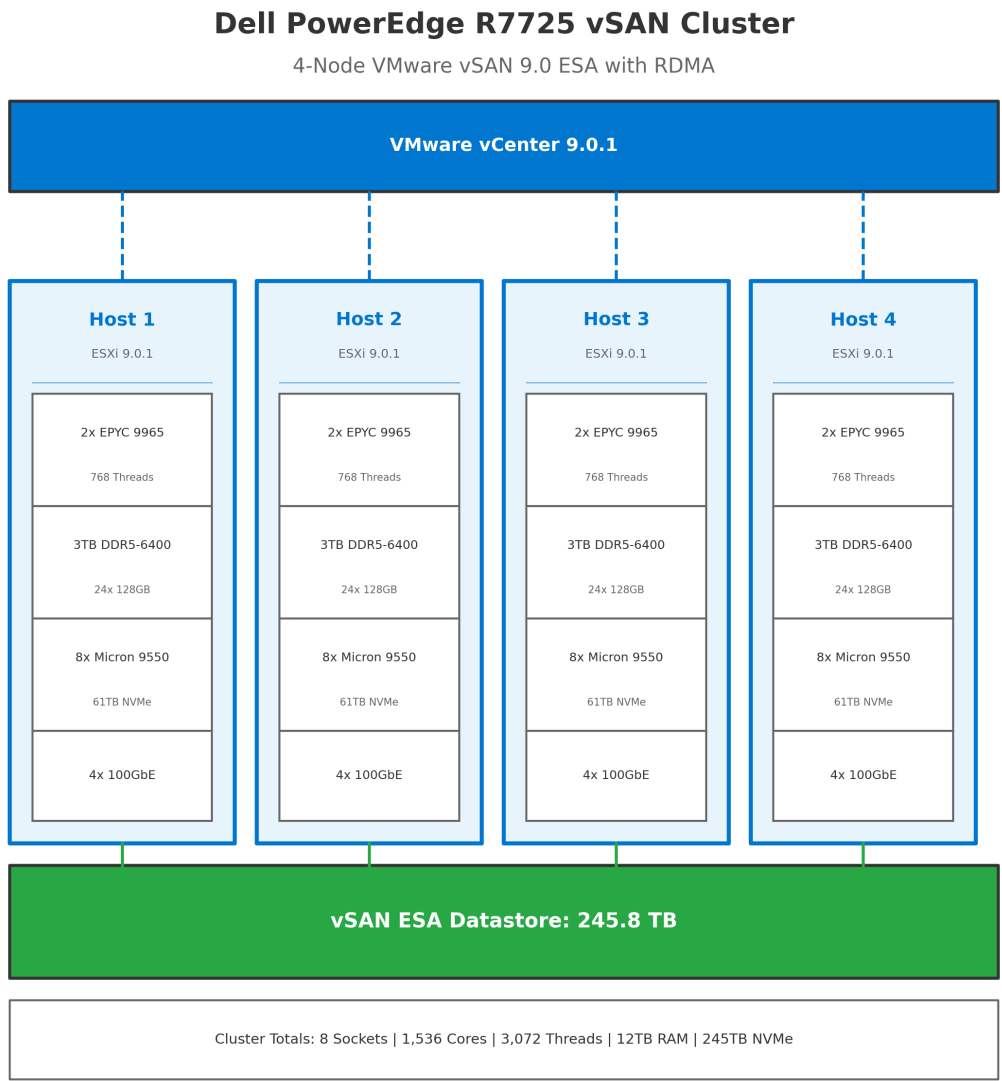 Dell PowerEdge R7725 vSAN Cluster
4-Node VMware vSAN 9.0 ESA with RDMA
VMware vCenter 9.0.1
Host 1
ESXi 9.0.1
2x EPYC 9965
768 Threads
3TB DDR5-6400
24x 128GB
8x Micron 9550
61TB NVMe
4x 100GbE
Host 2
ESXi 9.0.1
2x EPYC 9965
768 Threads
3TB DDR5-6400
24x 128GB
8x Micron 9550
61TB NVMe
4x 100GbE
Host 3
ESXi 9.0.1
2x EPYC 9965
768 Threads
3TB DDR5-6400
24x 128GB
8x Micron 9550
61TB NVMe
4x 100GbE
Host 4
ESXi 9.0.1
2x EPYC 9965
768 Threads
3TB DDR5-6400
24x 128GB
8x Micron 9550
61TB NVMe
4x 100GbE
vSAN ESA Datastore: 245.8 TB
Cluster Totals: 8 Sockets | 1,536 Cores | 3,072 Threads | 12TB RAM | 245TB NVMe